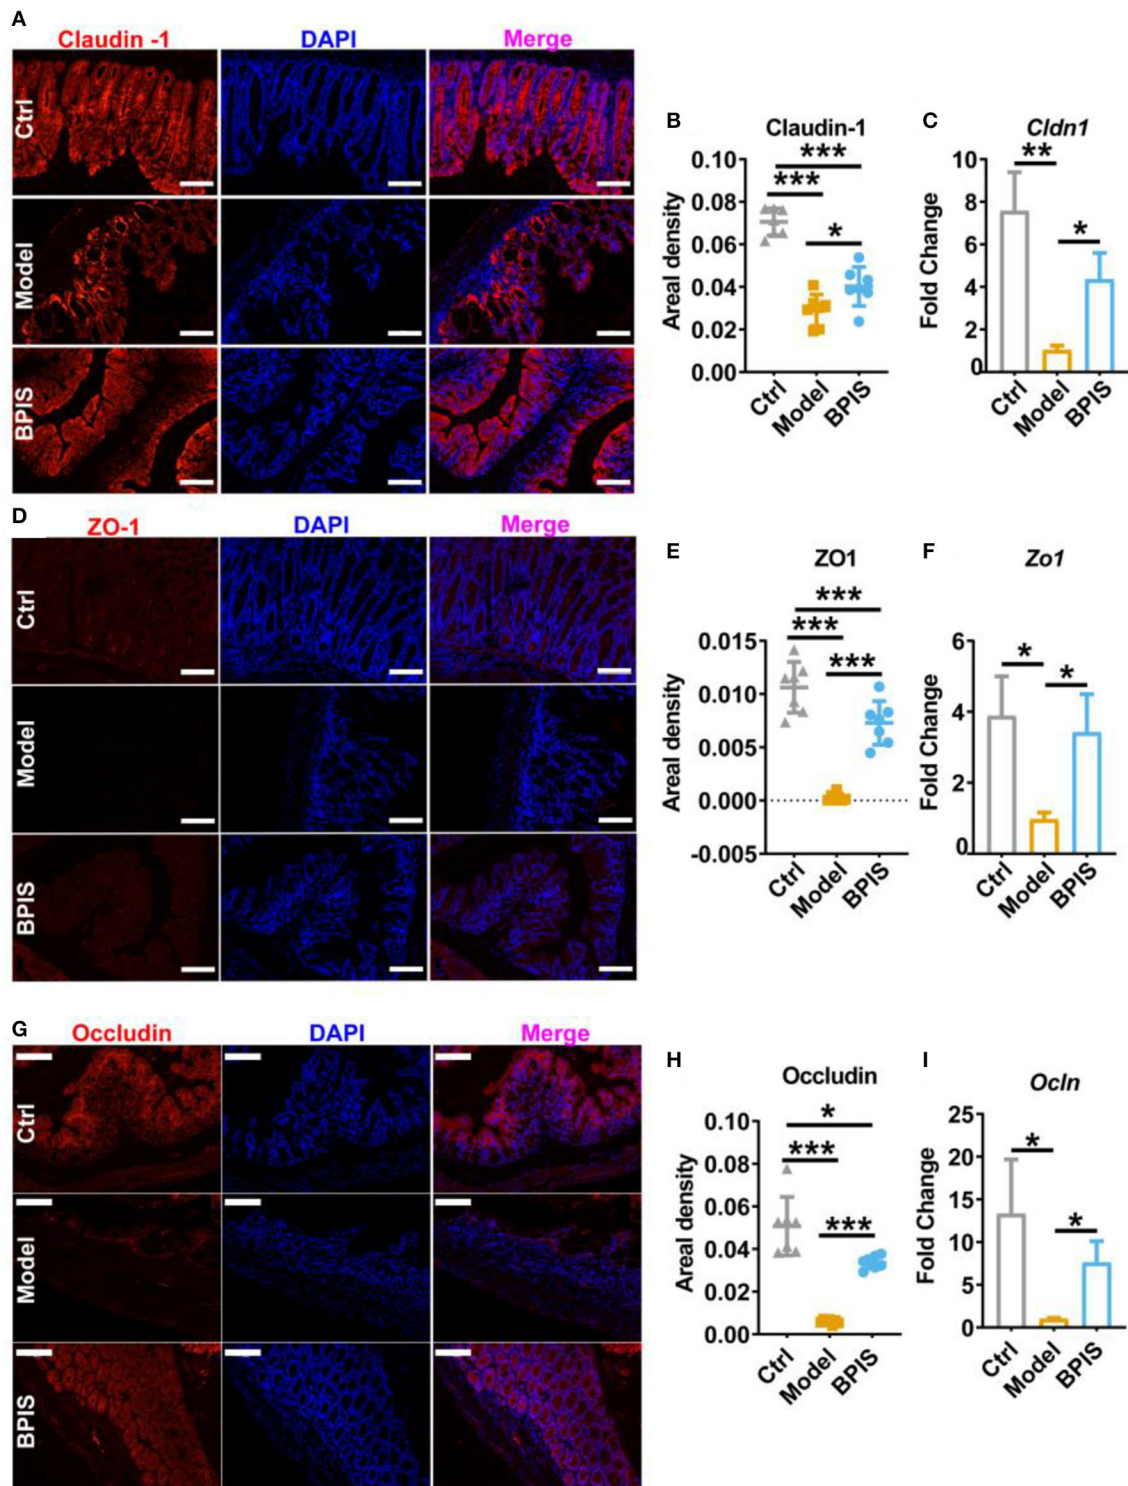 A
Claudin -1
DAPI
Merge
Ctrl
Model
BPIS
B
Claudin-1
Areal density
0.10
0.08
0.06
0.04
0.02
0.00
***
***
*
Ctrl
Model
BPIS
C
Cldn1
Fold Change
10
8
6
4
2
0
**
*
Ctrl
Model
BPIS
D
ZO-1
DAPI
Merge
Ctrl
Model
BPIS
E
ZO1
Areal density
0.015
0.010
0.005
0.000
-0.005
***
***
***
Ctrl
Model
BPIS
F
Zo1
Fold Change
6
4
2
0
*
*
Ctrl
Model
BPIS
G
Occludin
DAPI
Merge
Ctrl
Model
BPIS
H
Occludin
Areal density
0.10
0.08
0.06
0.04
0.02
0.00
*
***
***
Ctrl
Model
BPIS
I
Ocln
Fold Change
25
20
15
10
5
0
*
*
Ctrl
Model
BPIS